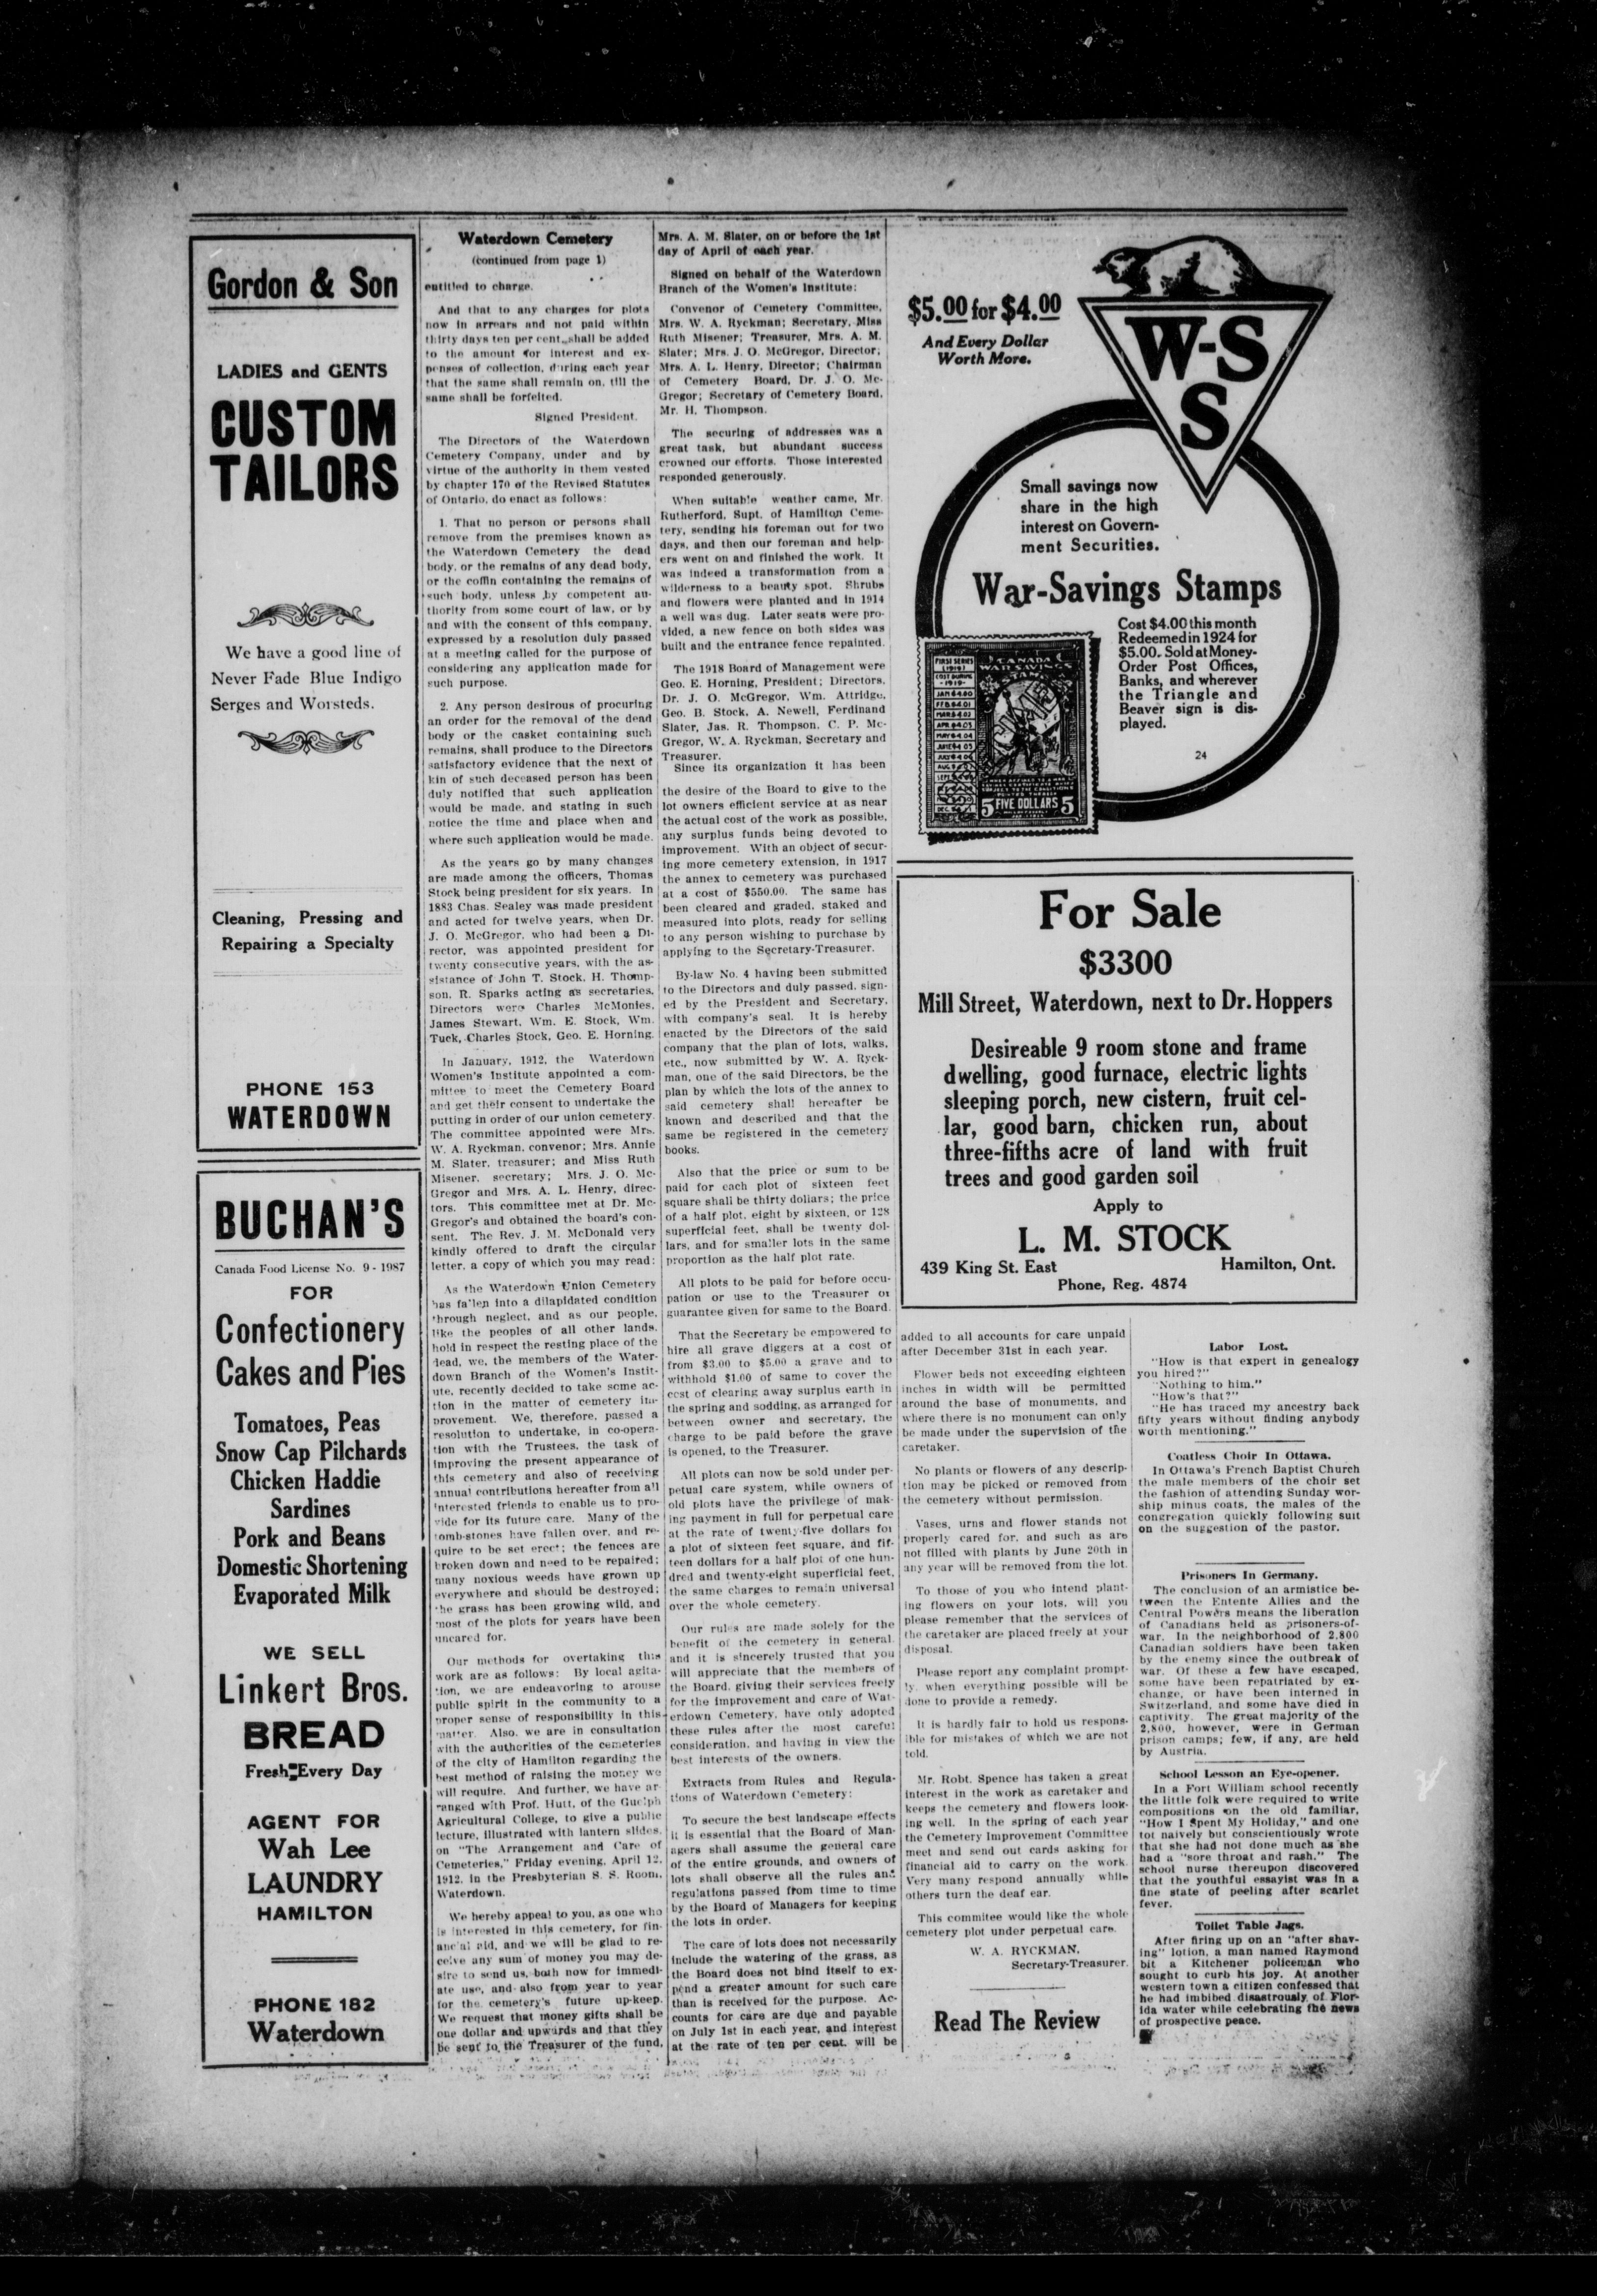 Gordon & Son
LADIES and GENTS
CUSTOM
TAILORS
We have a good line of
Never Fade Blue Indigo
Serges and Worsteds.
Cleaning, Pressing and
Repairing a Specialty
PHONE 153
WATERDOWN
BUCHAN'S
Canada Food License No. 9 - 1987
FOR
Confectionery
Cakes and Pies
Tomatoes, Peas
Snow Cap Pilchards
Chicken Haddie
Sardines
Pork and Beans
Domestic Shortening
Evaporated Milk
WE SELL
Linkert Bros.
BREAD
Fresh Every Day
AGENT FOR
Wah Lee
LAUNDRY
HAMILTON
PHONE 182
Waterdown
Waterdown Cemetery
(continued from page 1)
entitled to charge.
And that to any charges for plots
now in arrears and not paid within
thirty days ten per cent. shall be added
to the amount for interest and ex-
penses of collection, during each year
that the same shall remain on, till the
same shall be forfeited.
Signed President.
The Directors of the Waterdown
Cemetery Company, under and by
virtue of the authority in them vested
by chapter 170 of the Revised Statutes
of Ontario, do enact as follows:
1. That no person or persons shall
remove from the premises known as
the Waterdown Cemetery the dead
body, or the remains of any dead body,
or the coffin containing the remains of
such body, unless by competent au-
thority from some court of law, or by
and with the consent of this company,
expressed by a resolution duly passed
at a meeting called for the purpose of
considering any application made for
such purpose.
2. Any person desirous of procuring
an order for the removal of the dead
body or the casket containing such
remains, shall produce to the Directors
satisfactory evidence that the next of
kin of such deceased person has been
duly notified that such application
would be made, and stating in such
notice the time and place when and
where such application would be made.
As the years go by many changes
are made among the officers, Thomas
Stock being president for six years. In
1883 Chas. Sealey was made president
and acted for twelve years, when Dr.
J. O. McGregor, who had been a Di-
rector, was appointed president for
twenty consecutive years, with the as-
sistance of John T. Stock, H. Thomp-
son, R. Sparks acting as secretaries,
Directors were Charles McMonies,
James Stewart, Wm. E. Stock, Wm.
Tuck, Charles Stock, Geo. E. Horning.
In January, 1912, the Waterdown
Women's Institute appointed a com-
mittee to meet the Cemetery Board
and get their consent to undertake the
putting in order of our union cemetery.
The committee appointed were Mrs.
W. A. Ryckman, convenor; Mrs. Annie
M. Slater, treasurer; and Miss Ruth
Misener, secretary; Mrs. J. O. Mc-
Gregor and Mrs. A. L. Henry, direc-
tors. This committee met at Dr. Mc-
Gregor's and obtained the board's con-
sent. The Rev. J. M. McDonald very
kindly offered to draft the circular
letter, a copy of which you may read:
As the Waterdown Union Cemetery
has fallen into a dilapidated condition
through neglect, and as our people,
like the peoples of all other lands,
hold in respect the resting place of the
dead, we, the members of the Water-
down Branch of the Women's Instit-
ute, recently decided to take some ac-
tion in the matter of cemetery im-
provement. We, therefore, passed a
resolution to undertake, in co-opera-
tion with the Trustees, the task of
improving the present appearance of
this cemetery and also of receiving
annual contributions hereafter from all
interested friends to enable us to pro-
vide for its future care. Many of the
tomb-stones have fallen over, and re-
quire to be set erect; the fences are
broken down and need to be repaired;
many noxious weeds have grown up
everywhere and should be destroyed;
the grass has been growing wild, and
most of the plots for years have been
uncared for.
Our methods for overtaking this
work are as follows: By local agita-
tion, we are endeavoring to arouse
public spirit in the community to a
proper sense of responsibility in this
matter. Also, we are in consultation
with the authorities of the cemeteries
of the city of Hamilton regarding the
best method of raising the money we
will require. And further, we have ar
ranged with Prof. Hutt, of the Guelph
Agricultural College, to give a public
lecture, illustrated with lantern slides,
on "The Arrangement and Care of
Cemeteries," Friday evening, April 12,
1912, in the Presbyterian S. S. Room,
Waterdown.
We hereby appeal to you, as one who
is interested in this cemetery, for fin-
ancial aid, and we will be glad to re-
ceive any sum of money you may de-
sire to send us, both now for immedi-
ate use, and also from year to year
for the cemetery's future up-keep.
We request that money gifts shall be
one dollar and upwards and that they
be sent to the Treasurer of the fund,
Mrs. A. M. Slater, on or before the 1st
day of April of each year.
Signed on behalf of the Waterdown
Branch of the Women's Institute:
Convenor of Cemetery Committee,
Mrs. W. A. Ryckman; Secretary, Miss
Ruth Misener; Treasurer, Mrs. A. M.
Slater; Mrs. J. O. McGregor, Director;
Mrs. A. L. Henry, Director; Chairman
of Cemetery Board, Dr. J. O. Mc-
Gregor; Secretary of Cemetery Board,
Mr. H. Thompson.
The securing of addresses was a
great task, but abundant success
crowned our efforts. Those interested
responded generously.
When suitable weather came, Mr.
Rutherford, Supt. of Hamilton Ceme-
tery, sending his foreman out for two
days, and then our foreman and help-
ers went on and finished the work. It
was indeed a transformation from a
wilderness to a beauty spot. Shrubs
and flowers were planted and in 1914
a well was dug. Later seats were pro-
vided, a new fence on both sides was
built and the entrance fence repainted.
The 1918 Board of Management were
Geo. E. Horning, President; Directors,
Dr. J. O. McGregor, Wm. Attridge,
Geo. B. Stock, A. Newell, Ferdinand
Slater, Jas. R. Thompson, C. P. Mc-
Gregor, W. A. Ryckman, Secretary and
Treasurer.
Since its organization it has been
the desire of the Board to give to the
lot owners efficient service at as near
the actual cost of the work as possible,
any surplus funds being devoted to
improvement. With an object of secur-
ing more cemetery extension, in 1917
the annex to cemetery was purchased
at a cost of $550.00. The same has
been cleared and graded, staked and
measured into plots, ready for selling
to any person wishing to purchase by
applying to the Secretary-Treasurer.
By-law No. 4 having been submitted
to the Directors and duly passed, sign-
ed by the President and Secretary,
with company's seal. It is hereby
enacted by the Directors of the said
company that the plan of lots, walks,
etc., now submitted by W. A. Ryck-
man, one of the said Directors, be the
plan by which the lots of the annex to
said cemetery shall hereafter be
known and described and that the
same be registered in the cemetery
books.
Also that the price or sum to be
paid for each plot of sixteen feet
square shall be thirty dollars; the price
of a half plot, eight by sixteen, or 128
superficial feet, shall be twenty dol-
lars, and for smaller lots in the same
proportion as the half plot rate.
All plots to be paid for before occu-
pation or use to the Treasurer or
guarantee given for same to the Board.
That the Secretary be empowered to
hire all grave diggers at a cost or
from $3.00 to $5.00 a grave and to
withhold $1.00 of same to cover the
cost of clearing away surplus earth in
the spring and sodding, as arranged for
between owner and secretary, the
charge to be paid before the grave
is opened, to the Treasurer.
All plots can now be sold under per-
petual care system, while owners of
old plots have the privilege of mak-
ing payment in full for perpetual care
at the rate of twenty-five dollars for
a plot of sixteen feet square, and fif-
teen dollars for a half plot of one hun-
dred and twenty-eight superficial feet,
the same charges to remain universal
over the whole cemetery.
Our rules are made solely for the
benefit of the cemetery in general
and it is sincerely trusted that you
will appreciate that the members of
the Board, giving their services freely
for the improvement and care of Wat-
erdown Cemetery, have only adopted
these rules after the most careful
consideration, and having in view the
best interests of the owners.
Extracts from Rules and Regula-
tions of Waterdown Cemetery:
To secure the best landscape effects
it is essential that the Board of Man-
agers shall assume the general care
of the entire grounds, and owners of
lots shall observe all the rules and
regulations passed from time to time
by the Board of Managers for keeping
the lots in order.
The care of lots does not necessarily
include the watering of the grass, as
the Board does not bind itself to ex-
pend a greater amount for such care
than is received for the purpose. Ac-
counts for care are due and payable
on July 1st in each year, and interest
at the rate of ten per cent. will be
$5.00 for $4.00
And Every Dollar
Worth More.
W-S
S
Small savings now
share in the high
interest on Govern-
ment Securities.
War-Savings Stamps
Cost $4.00 this month
Redeemed in 1924 for
$5.00. Sold at Money-
Order Post Offices,
Banks, and wherever
the Triangle and
Beaver sign is dis-
played.
24
FIRST SERIES
(1919)
COST DURING
-1919-
JAN $4.00
FEB $4.01
MAR $4.02
APR $4.03
MAY $4.04
JUNE $4.05
CANADA
WAR SAVINGS
5 FIVE DOLLARS 5
For Sale
$3300
Mill Street, Waterdown, next to Dr. Hoppers
Desireable 9 room stone and frame
dwelling, good furnace, electric lights
sleeping porch, new cistern, fruit cel-
lar, good barn, chicken run, about
three-fifths acre of land with fruit
trees and good garden soil
Apply to
L. M. STOCK
439 King St. East Hamilton, Ont.
Phone, Reg. 4874
added to all accounts for care unpaid
after December 31st in each year.
Flower beds not exceeding eighteen
inches in width will be permitted
around the base of monuments, and
where there is no monument can only
be made under the supervision of the
caretaker.
No plants or flowers of any descrip-
tion may be picked or removed from
the cemetery without permission.
Vases, urns and flower stands not
properly cared for, and such as are
not filled with plants by June 20th in
any year will be removed from the lot.
To those of you who intend plant-
ing flowers on your lots, will you
please remember that the services of
the caretaker are placed freely at your
disposal.
Please report any complaint prompt-
ly when everything possible will be
done to provide a remedy.
It is hardly fair to hold us respons-
ible for mistakes of which we are not
told.
Mr. Robt. Spence has taken a great
interest in the work as caretaker and
keeps the cemetery and flowers look-
ing well. In the spring of each year
the Cemetery Improvement Committee
meet and send out cards asking for
financial aid to carry on the work.
Very many respond annually while
others turn the deaf ear.
This commitee would like the whole
cemetery plot under perpetual care.
W. A. RYCKMAN,
Secretary-Treasurer.
Read The Review
Labor Lost.
"How is that expert in genealogy
you hired?"
"Nothing to him."
"How's that?"
"He has traced my ancestry back
fifty years without finding anybody
worth mentioning."
Coatless Choir In Ottawa.
In Ottawa's French Baptist Church
the male members of the choir set
the fashion of attending Sunday wor-
ship minus coats, the males of the
congregation quickly following suit
on the suggestion of the pastor.
Prisoners In Germany.
The conclusion of an armistice be-
tween the Entente Allies and the
Central Powers means the liberation
of Canadians held as prisoners-of-
war. In the neighborhood of 2,800
Canadian soldiers have been taken
by the enemy since the outbreak of
war. Of these a few have escaped,
some have been repatriated by ex-
change, or have been interned in
Switzerland, and some have died in
captivity. The great majority of the
2,800, however, were in German
prison camps; few, if any, are held
by Austria.
School Lesson an Eye-opener.
In a Fort William school recently
the little folk were required to write
compositions on the old familiar,
"How I Spent My Holiday," and one
tot naively but conscientiously wrote
that she had not done much as she
had a "sore throat and rash." The
school nurse thereupon discovered
that the youthful essayist was in a
fine state of peeling after scarlet
fever.
Toilet Table Jags.
After firing up on an "after shav-
ing" lotion, a man named Raymond
bit a Kitchener policeman who
sought to curb his joy. At another
western town a citizen confessed that
he had imbibed disastrously of Flor-
ida water while celebrating the news
of prospective peace.